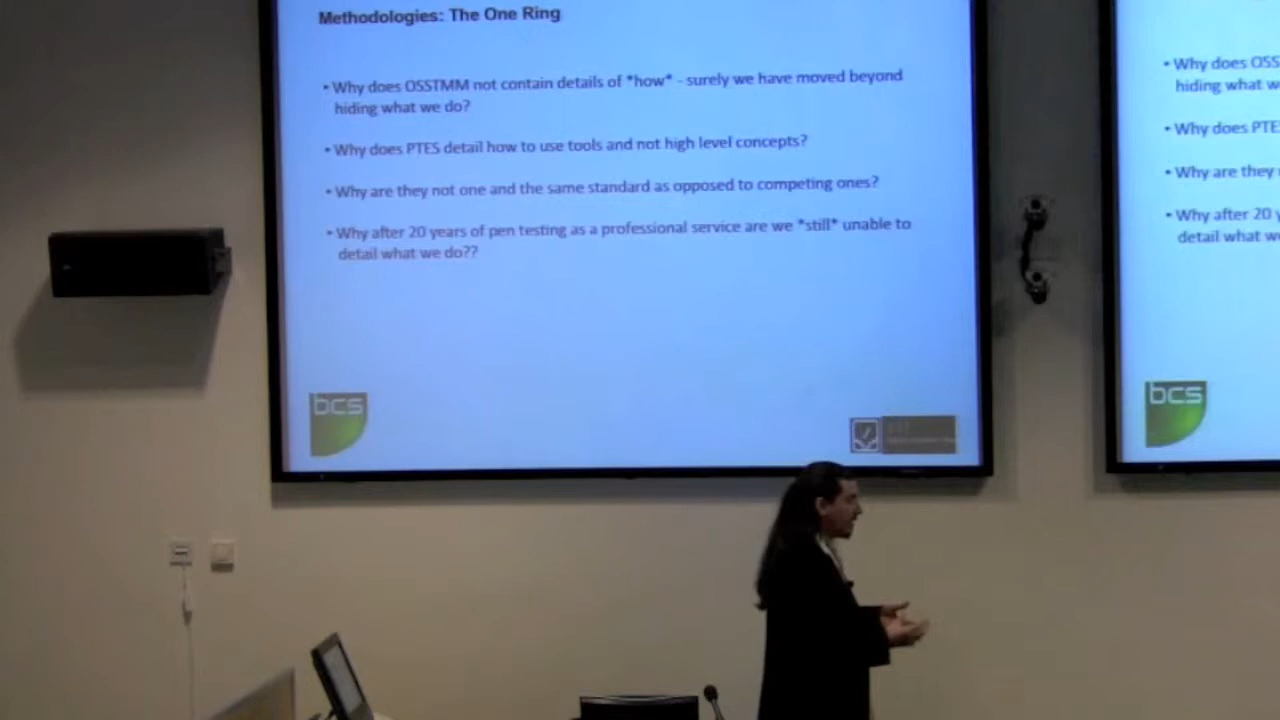 Methodologies: The One Ring
• Why does OSSTMM not contain details of *how* - surely we have moved beyond
hiding what we do?
• Why does PTES detail how to use tools and not high level concepts?
• Why are they not one and the same standard as opposed to competing ones?
• Why after 20 years of pen testing as a professional service are we *still* unable to
detail what we do??
bcs
• Why does OSS
hiding what w
• Why does PTE
• Why are they
• Why after 20 y
detail what we
bcs